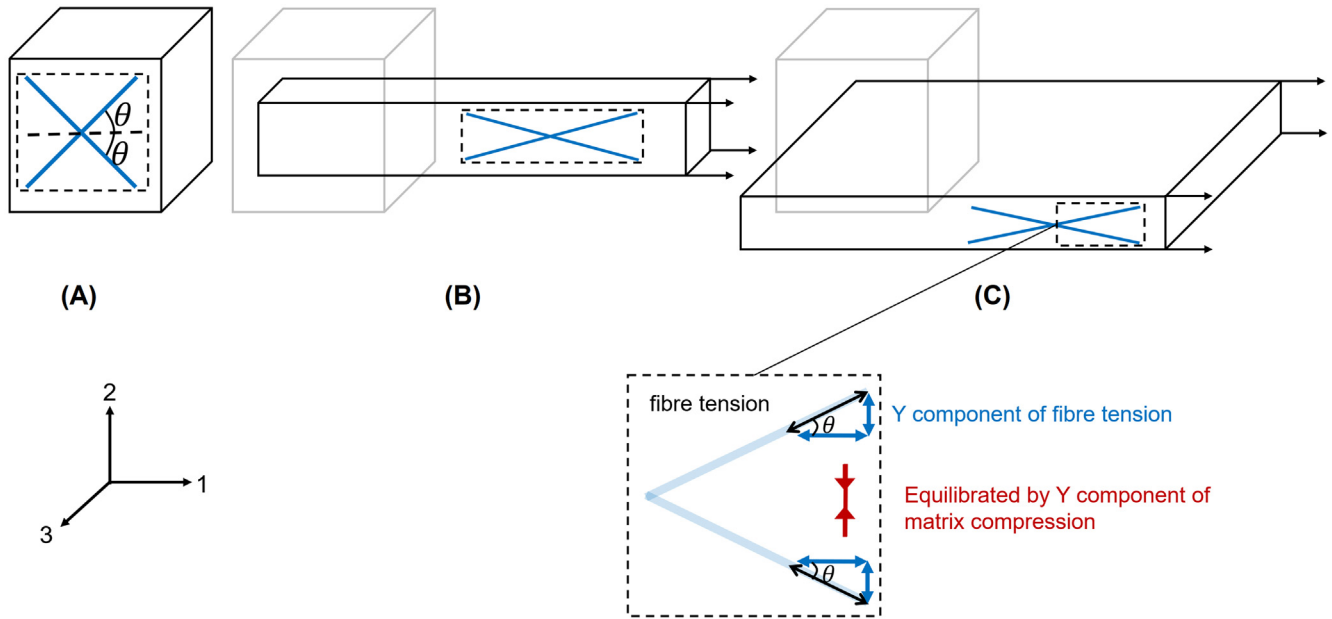 θ
θ
(A)
(B)
(C)
2
1
3
fibre tension
θ
Y component of fibre tension
Equilibrated by Y component of
matrix compression
θ